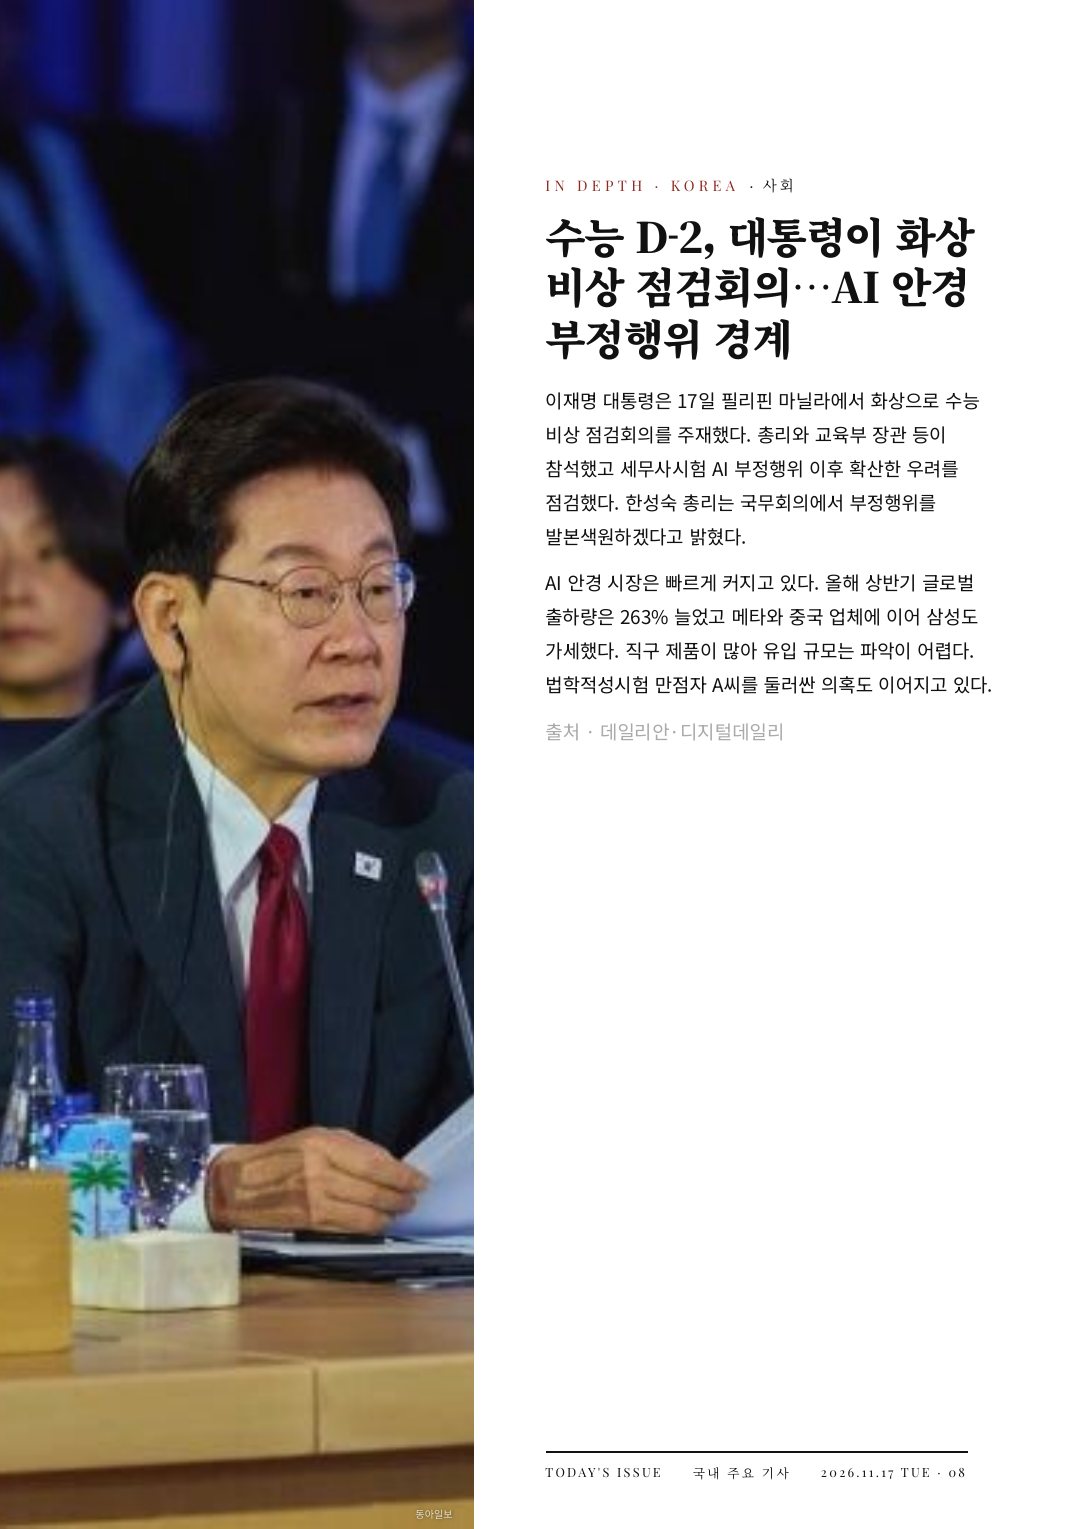 IN DEPTH · KOREA · 사회
수능 D-2, 대통령이 화상
비상 점검회의…AI 안경
부정행위 경계
이재명 대통령은 17일 필리핀 마닐라에서 화상으로 수능
비상 점검회의를 주재했다. 총리와 교육부 장관 등이
참석했고 세무사시험 AI 부정행위 이후 확산한 우려를
점검했다. 한성숙 총리는 국무회의에서 부정행위를
발본색원하겠다고 밝혔다.
AI 안경 시장은 빠르게 커지고 있다. 올해 상반기 글로벌
출하량은 263% 늘었고 메타와 중국 업체에 이어 삼성도
가세했다. 직구 제품이 많아 유입 규모는 파악이 어렵다.
법학적성시험 만점자 A씨를 둘러싼 의혹도 이어지고 있다.
출처 · 데일리안·디지털데일리
TODAY'S ISSUE 국내 주요 기사 2026.11.17 TUE · 08
동아일보